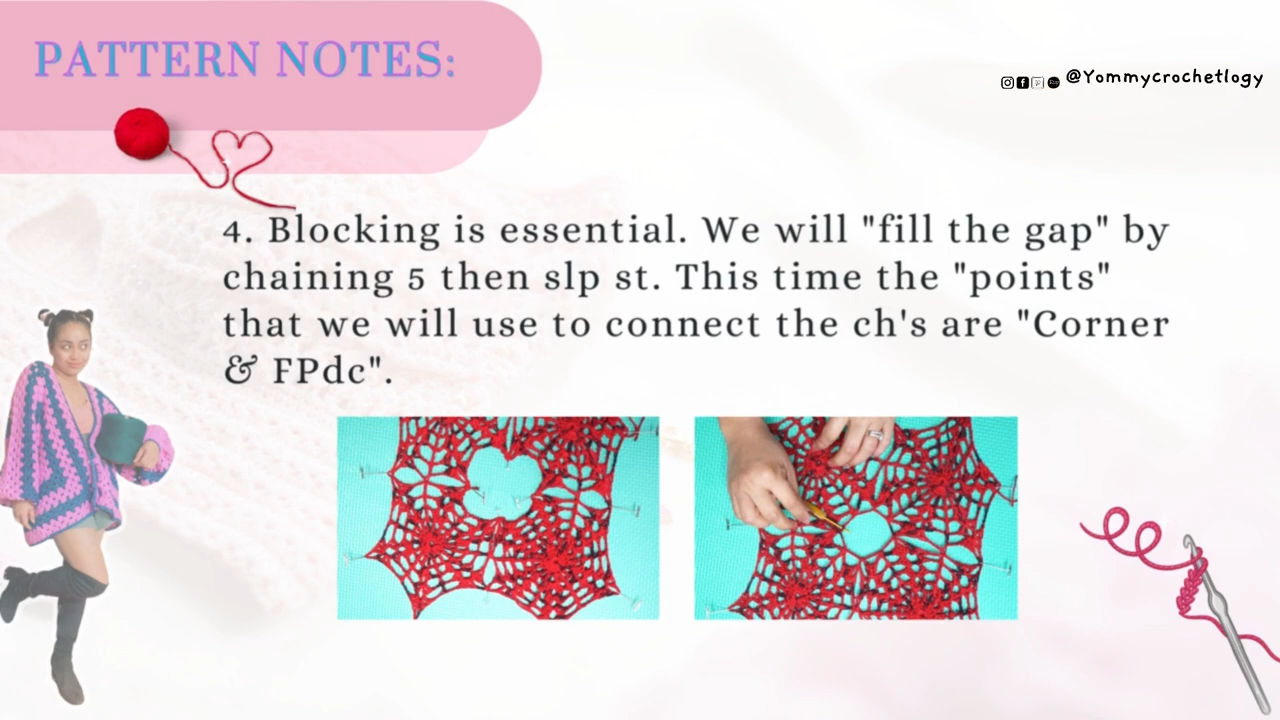 PATTERN NOTES:
@Yommycrochetlogy
4. Blocking is essential. We will "fill the gap" by
chaining 5 then slp st. This time the "points"
that we will use to connect the ch's are "Corner
& FPdc".